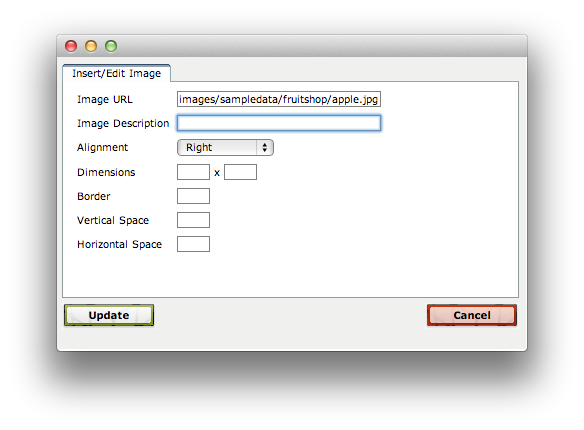 Insert/Edit Image
Image URL images/sampledata/fruitshop/apple.jpg
Image Description
Alignment Right
Dimensions x
Border
Vertical Space
Horizontal Space
Update Cancel